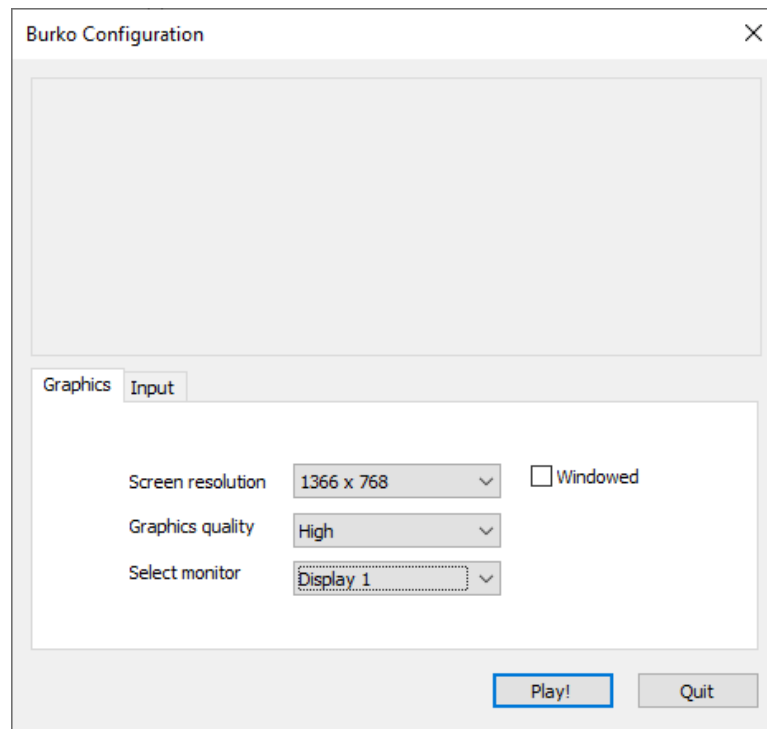 Burko Configuration
Graphics
Input
Screen resolution
1366 x 768
Windowed
Graphics quality
High
Select monitor
Display 1
Play!
Quit